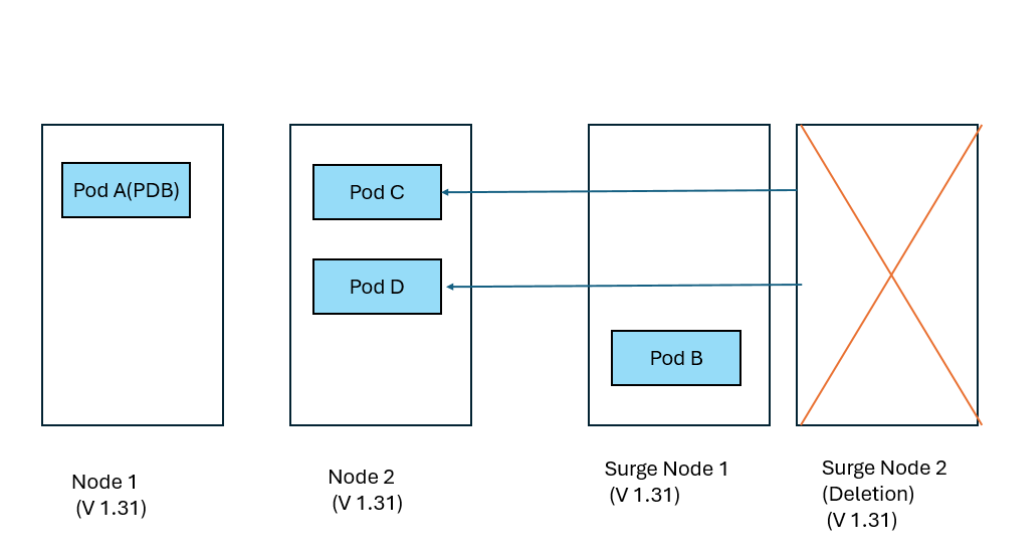 Pod A(PDB)
Pod C
Pod D
Pod B
Node 1
(V 1.31)
Node 2
(V 1.31)
Surge Node 1
(V 1.31)
Surge Node 2
(Deletion)
(V 1.31)